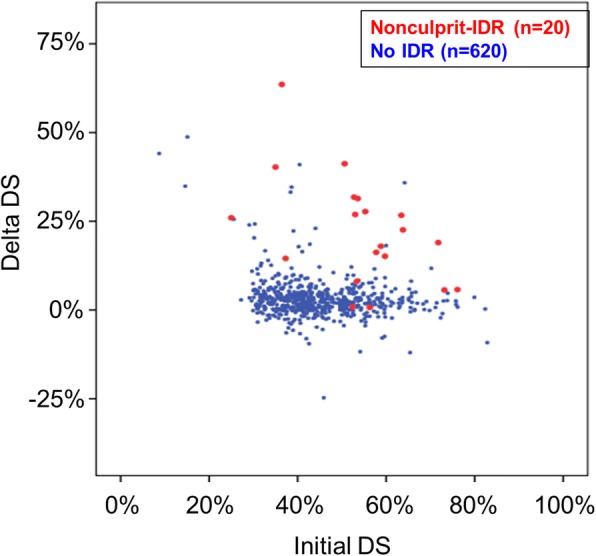 Nonculprit-IDR (n=20)
No IDR (n=620)
75%
50%
25%
0%
-25%
Delta DS
0% 20% 40% 60% 80% 100%
Initial DS